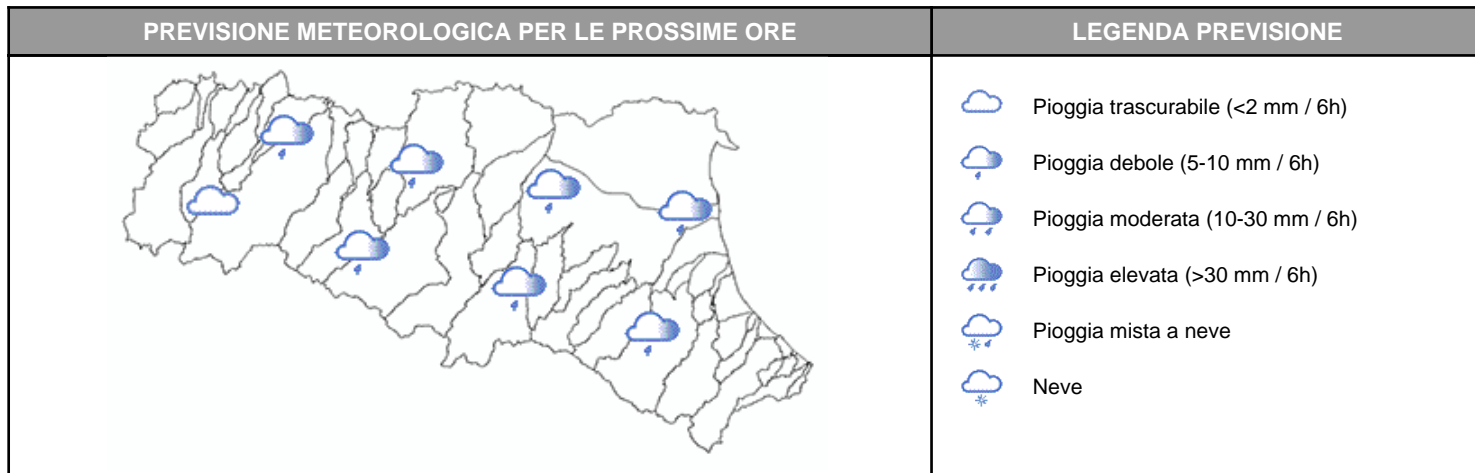 PREVISIONE METEOROLOGICA PER LE PROSSIME ORE
LEGENDA PREVISIONE
Pioggia trascurabile (<2 mm / 6h)
Pioggia debole (5-10 mm / 6h)
Pioggia moderata (10-30 mm / 6h)
Pioggia elevata (>30 mm / 6h)
Pioggia mista a neve
Neve